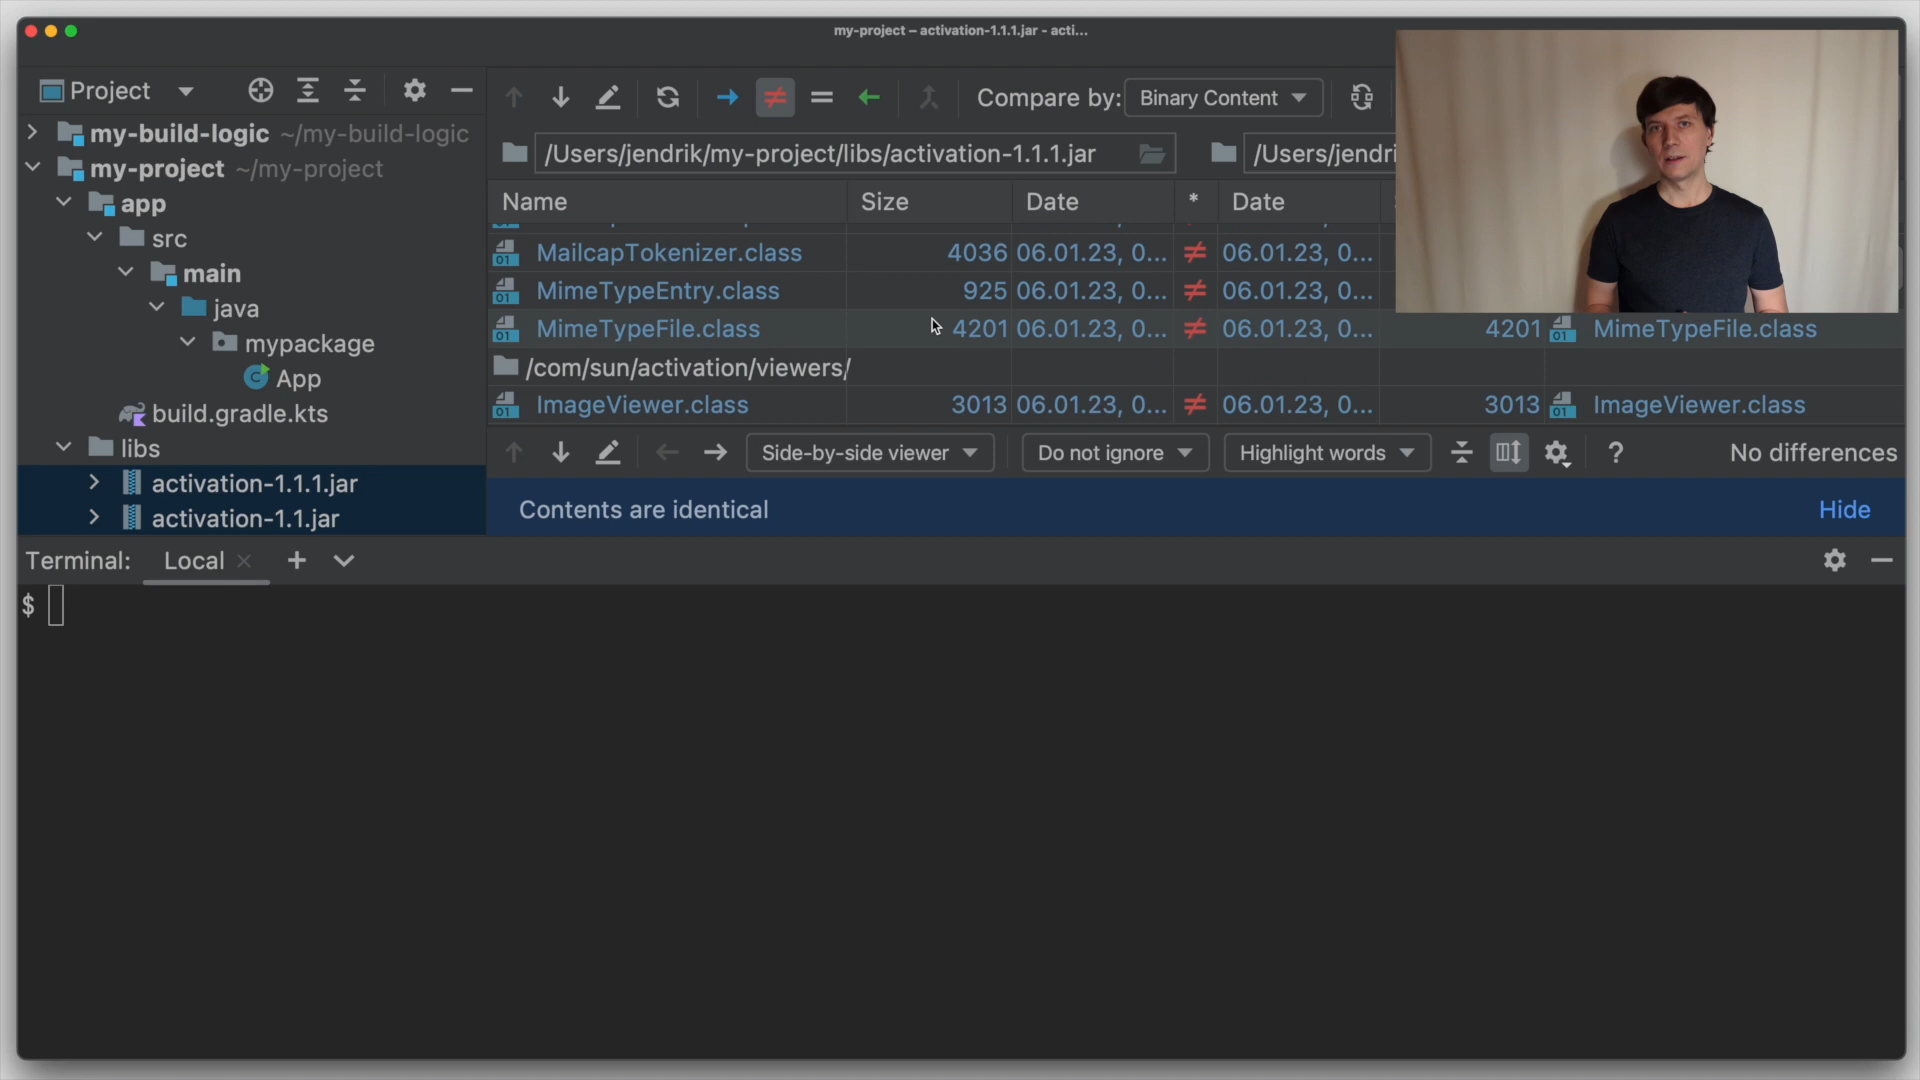 my-project – activation-1.1.1.jar - acti...
Project
Compare by: Binary Content
my-build-logic ~/my-build-logic
my-project ~/my-project
app
src
main
java
mypackage
App
build.gradle.kts
libs
activation-1.1.1.jar
activation-1.1.jar
/Users/jendrik/my-project/libs/activation-1.1.1.jar /Users/jendri
Name Size Date * Date
MailcapTokenizer.class 4036 06.01.23, 0... ≠ 06.01.23, 0...
MimeTypeEntry.class 925 06.01.23, 0... ≠ 06.01.23, 0...
MimeTypeFile.class 4201 06.01.23, 0... ≠ 06.01.23, 0... 4201 MimeTypeFile.class
/com/sun/activation/viewers/
ImageViewer.class 3013 06.01.23, 0... ≠ 06.01.23, 0... 3013 ImageViewer.class
Side-by-side viewer Do not ignore Highlight words ? No differences
Contents are identical Hide
Terminal: Local
$